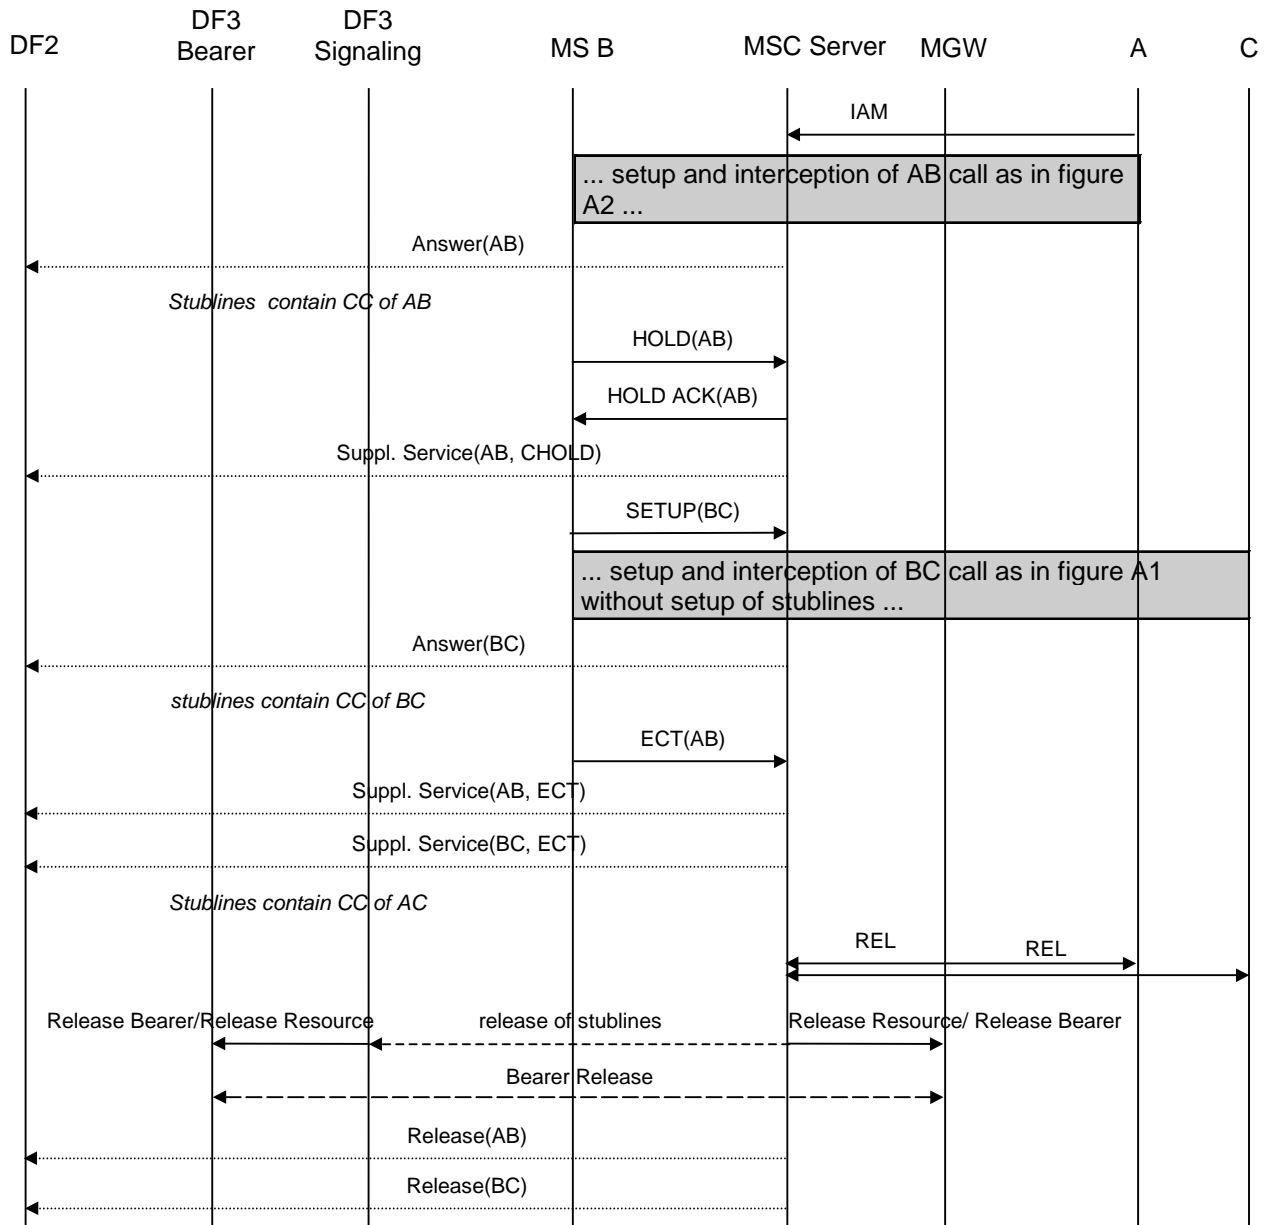 DF2
DF3
Bearer
DF3
Signaling
MS B
MSC Server
MGW
A
C
IAM
... setup and interception of AB call as in figure
A2 ...
Answer(AB)
Stublines contain CC of AB
HOLD(AB)
HOLD ACK(AB)
Suppl. Service(AB, CHOLD)
SETUP(BC)
... setup and interception of BC call as in figure A1
without setup of stublines ...
Answer(BC)
stublines contain CC of BC
ECT(AB)
Suppl. Service(AB, ECT)
Suppl. Service(BC, ECT)
Stublines contain CC of AC
REL
REL
Release Bearer/Release Resource
release of stublines
Release Resource/ Release Bearer
Bearer Release
Release(AB)
Release(BC)